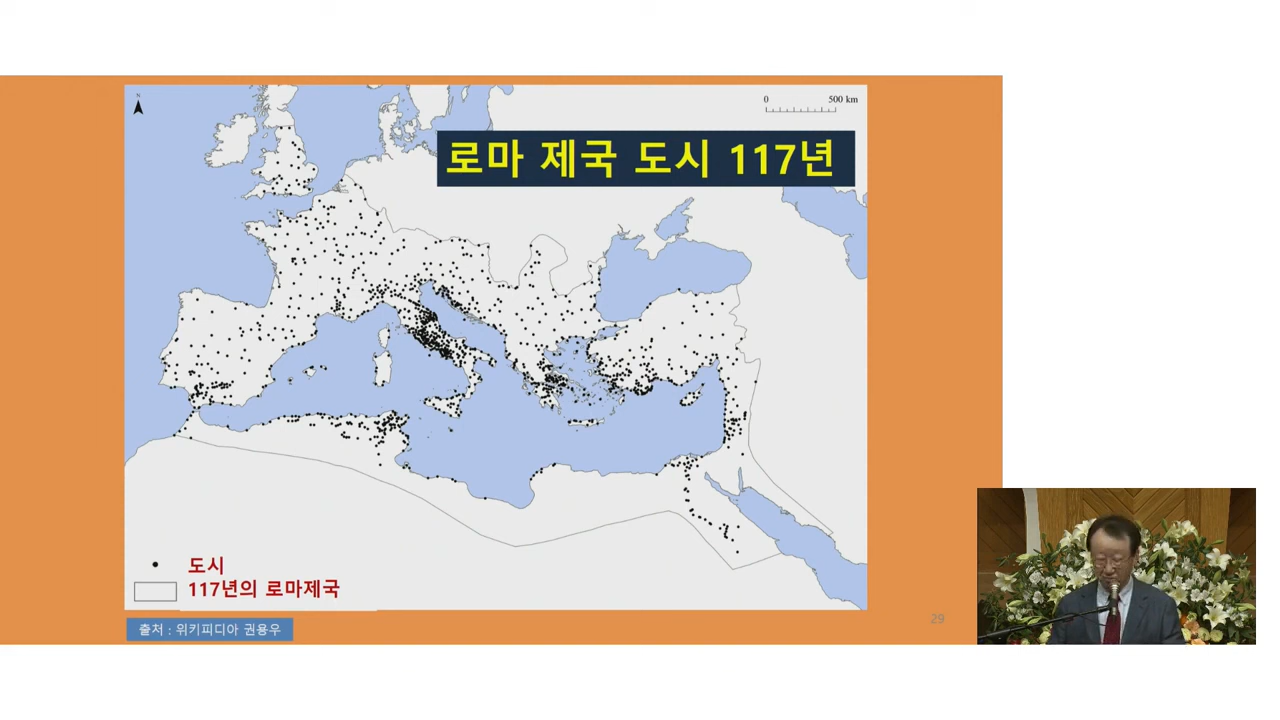 N
0 500 km
로마 제국 도시 117년
도시
117년의 로마제국
출처 : 위키피디아 권용우
29